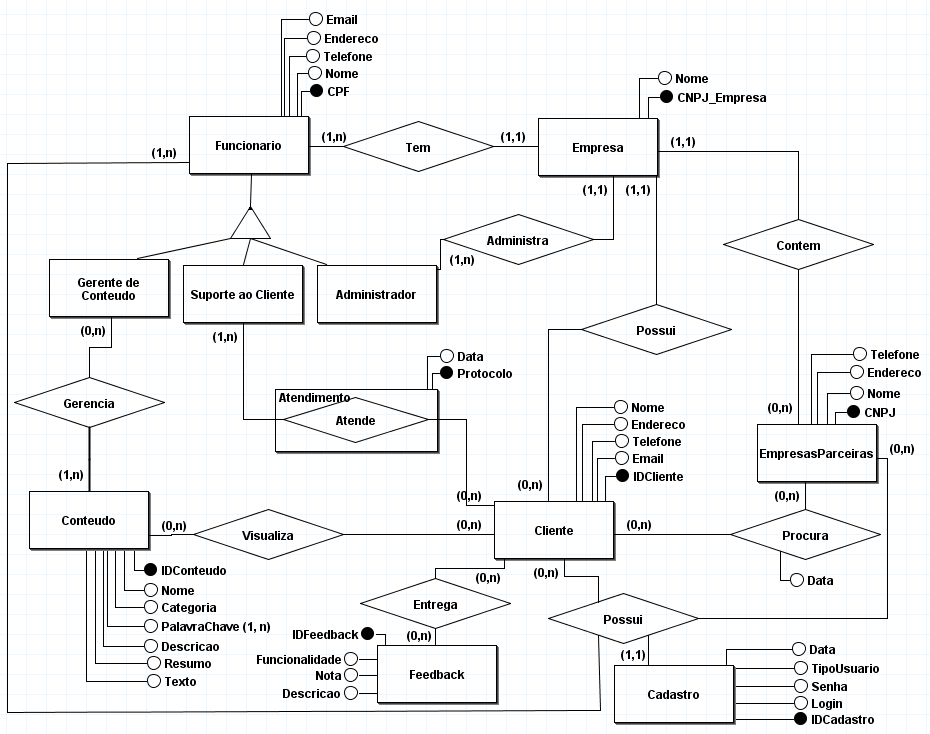 Email
Endereco
Telefone
Nome
CPF
Nome
CNPJ_Empresa
Funcionario
(1,n)
Tem
(1,1)
Empresa
(1,1)
(1,n)
(1,1)
(1,1)
Administra
(1,n)
Contem
Gerente de
Conteudo
Suporte ao Cliente
Administrador
(0,n)
(1,n)
Possui
Data
Protocolo
Telefone
Endereco
Nome
CNPJ
Atendimento
Atende
Gerencia
Nome
Endereco
Telefone
Email
IDCliente
(0,n)
EmpresasParceiras
(0,n)
(1,n)
(0,n)
(0,n)
(0,n)
Conteudo
(0,n)
Visualiza
(0,n)
Cliente
(0,n)
Procura
Data
IDConteudo
Nome
Categoria
PalavraChave (1, n)
Descricao
Resumo
Texto
(0,n)
(0,n)
Entrega
Possui
IDFeedback
(0,n)
Funcionalidade
Nota
Descricao
Feedback
(1,1)
Cadastro
Data
TipoUsuario
Senha
Login
IDCadastro